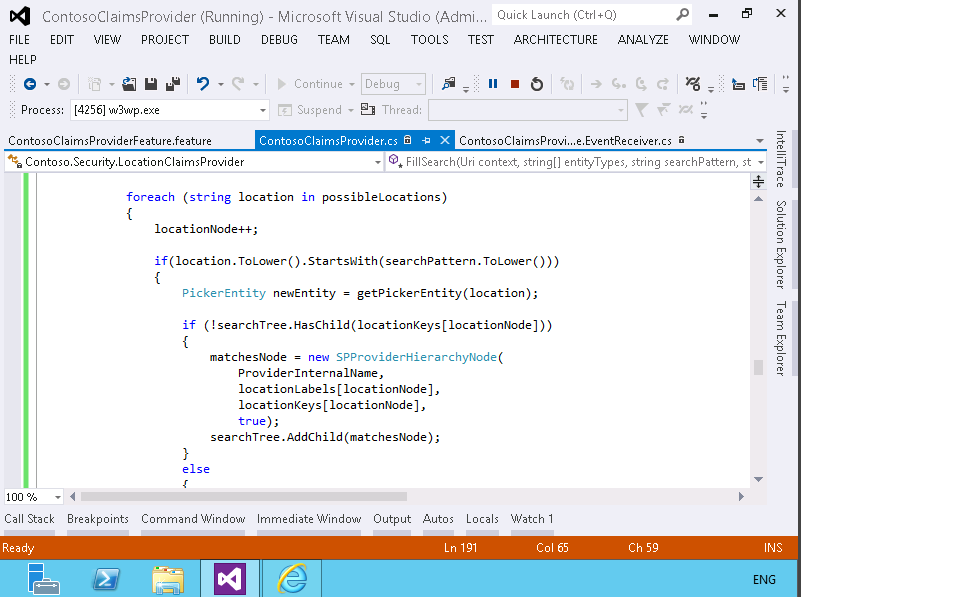 ContosoClaimsProvider (Running) - Microsoft Visual Studio (Admi... Quick Launch (Ctrl+Q)
FILE EDIT VIEW PROJECT BUILD DEBUG TEAM SQL TOOLS TEST ARCHITECTURE ANALYZE WINDOW
HELP
Continue Debug
Process: [4256] w3wp.exe Suspend Thread:
ContosoClaimsProviderFeature.feature ContosoClaimsProvider.cs ContosoClaimsProvi...e.EventReceiver.cs
Contoso.Security.LocationClaimsProvider FillSearch(Uri context, string[] entityTypes, string searchPattern, st
foreach (string location in possibleLocations)
{
locationNode++;
if(location.ToLower().StartsWith(searchPattern.ToLower()))
{
PickerEntity newEntity = getPickerEntity(location);
if (!searchTree.HasChild(locationKeys[locationNode]))
{
matchesNode = new SPProviderHierarchyNode(
ProviderInternalName,
locationLabels[locationNode],
locationKeys[locationNode],
true);
searchTree.AddChild(matchesNode);
}
else
{
IntelliTrace
Solution Explorer
Team Explorer
100 %
Call Stack Breakpoints Command Window Immediate Window Output Autos Locals Watch 1
Ready Ln 191 Col 65 Ch 59 INS
ENG